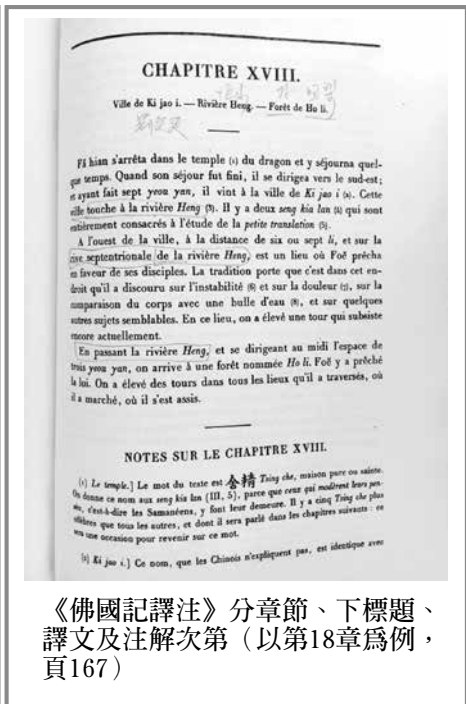 CHAPITRE XVIII.
Ville de Ki jao i. — Rivière Heng. — Forêt de Ho li.
Fǎ hian s'arrêta dans le temple (1) du dragon et y séjourna quel-
que temps. Quand son séjour fut fini, il se dirigea vers le sud-est;
et ayant fait sept yeou yan, il vint à la ville de Ki jao i (2). Cette
ville touche à la rivière Heng (3). Il y a deux seng kia lan (4) qui sont
entièrement consacrés à l'étude de la petite translation (5).
A l'ouest de la ville, à la distance de six ou sept li, et sur la
rive septentrionale de la rivière Heng, est un lieu où Foĕ prêcha
en faveur de ses disciples. La tradition porte que c'est dans cet en-
droit qu'il a discouru sur l'instabilité (6) et sur la douleur (7), sur la
comparaison du corps avec une bulle d'eau (8), et sur quelques
autres sujets semblables. En ce lieu, on a élevé une tour qui subsiste
encore actuellement.
En passant la rivière Heng, et se dirigeant au midi l'espace de
trois yeou yan, on arrive à une forêt nommée Ho li. Foĕ y a prêché
la loi. On a élevé des tours dans tous les lieux qu'il a traversés, où
il a marché, où il s'est assis.
NOTES SUR LE CHAPITRE XVIII.
(1) Le temple.] Le mot du texte est 舍精 Tsing che, maison pure ou sainte.
On donne ce nom aux seng kia lan (III, 5), parce que ceux qui modèrent leurs pen-
sées, c'est-à-dire les Samanéens, y font leur demeure. Il y a cinq Tsing che plus
célèbres que tous les autres, et dont il sera parlé dans les chapitres suivants : ce
sera une occasion pour revenir sur ce mot.
(2) Ki jao i.] Ce nom, que les Chinois n'expliquent pas, est identique avec
《佛國記譯注》分章節、下標題、
譯文及注解次第（以第18章爲例，
頁167）